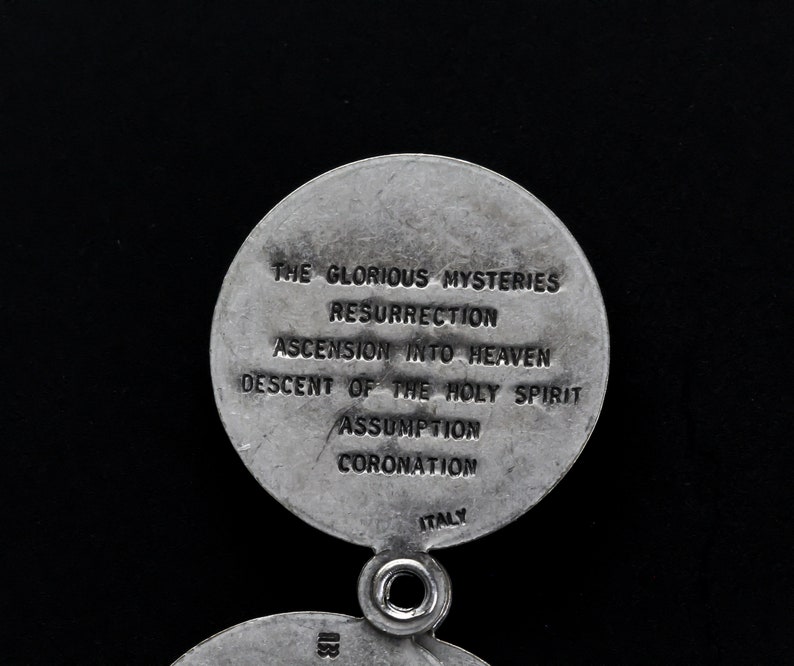 THE GLORIOUS MYSTERIES
RESURRECTION
ASCENSION INTO HEAVEN
DESCENT OF THE HOLY SPIRIT
ASSUMPTION
CORONATION
ITALY